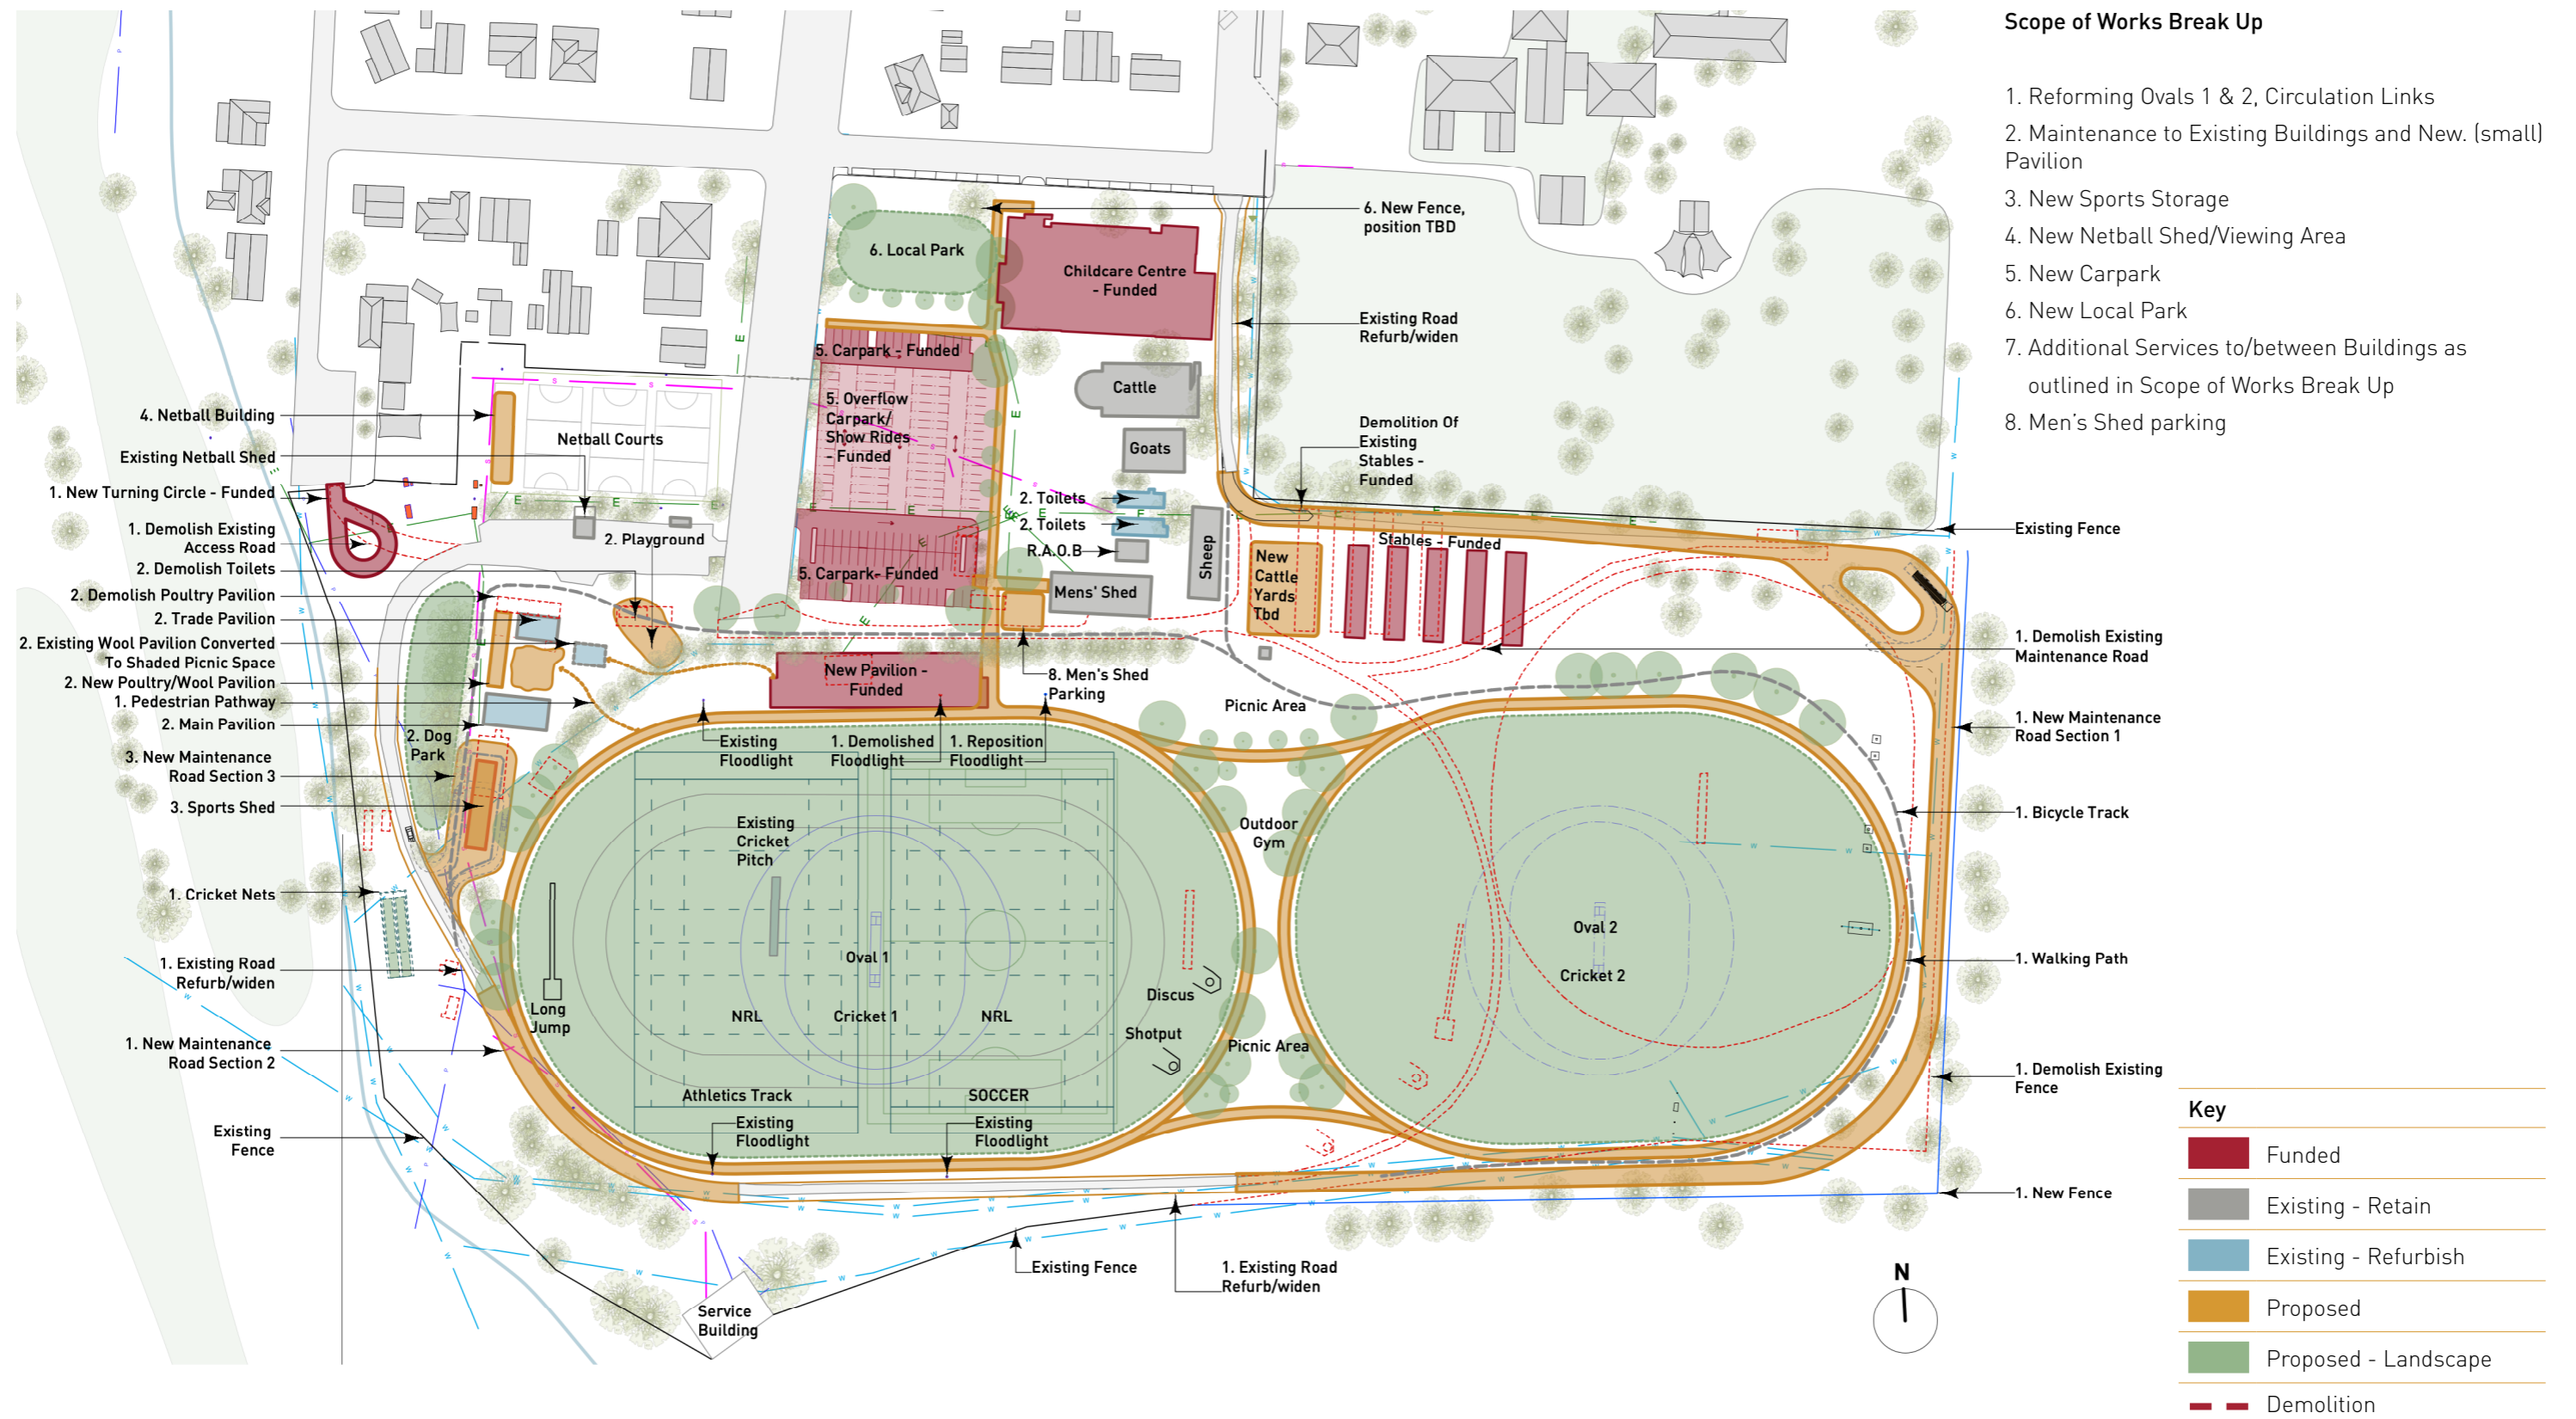 Scope of Works Break Up
1. Reforming Ovals 1 & 2, Circulation Links
2. Maintenance to Existing Buildings and New. (small)
Pavilion
3. New Sports Storage
4. New Netball Shed/Viewing Area
5. New Carpark
6. New Local Park
7. Additional Services to/between Buildings as
outlined in Scope of Works Break Up
8. Men's Shed parking
6. New Fence,
position TBD
6. Local Park
Childcare Centre
- Funded
Existing Road
Refurb/widen
5. Carpark - Funded
Cattle
5. Overflow
Carpark/
Show Rides
- Funded
Goats
Demolition Of
Existing
Stables -
Funded
4. Netball Building
Netball Courts
Existing Netball Shed
1. New Turning Circle - Funded
2. Toilets
2. Toilets
R.A.O.B
Sheep
1. Demolish Existing
Access Road
2. Playground
2. Demolish Toilets
5. Carpark- Funded
Mens' Shed
New
Cattle
Yards
Tbd
Stables - Funded
Existing Fence
2. Demolish Poultry Pavilion
2. Trade Pavilion
2. Existing Wool Pavilion Converted
To Shaded Picnic Space
2. New Poultry/Wool Pavilion
1. Pedestrian Pathway
2. Main Pavilion
New Pavilion -
Funded
8. Men's Shed
Parking
Picnic Area
1. Demolish Existing
Maintenance Road
1. New Maintenance
Road Section 1
2. Dog
Park
Existing
Floodlight
1. Demolished
Floodlight
1. Reposition
Floodlight
3. New Maintenance
Road Section 3
3. Sports Shed
Existing
Cricket
Pitch
Outdoor
Gym
1. Bicycle Track
1. Cricket Nets
Oval 1
Oval 2
Cricket 2
1. Walking Path
1. Existing Road
Refurb/widen
Long
Jump
NRL
Cricket 1
NRL
Discus
Shotput
Picnic Area
1. New Maintenance
Road Section 2
Athletics Track
SOCCER
1. Demolish Existing
Fence
Existing
Fence
Existing
Floodlight
Existing
Floodlight
1. New Fence
Existing Fence
1. Existing Road
Refurb/widen
Service
Building
N
Key
Funded
Existing - Retain
Existing - Refurbish
Proposed
Proposed - Landscape
Demolition